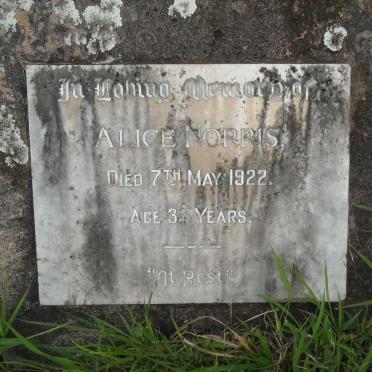 In Loving Memory of
ALICE NORRIS,
DIED 7TH MAY 1922.
AGE YEARS.
"At Rest"